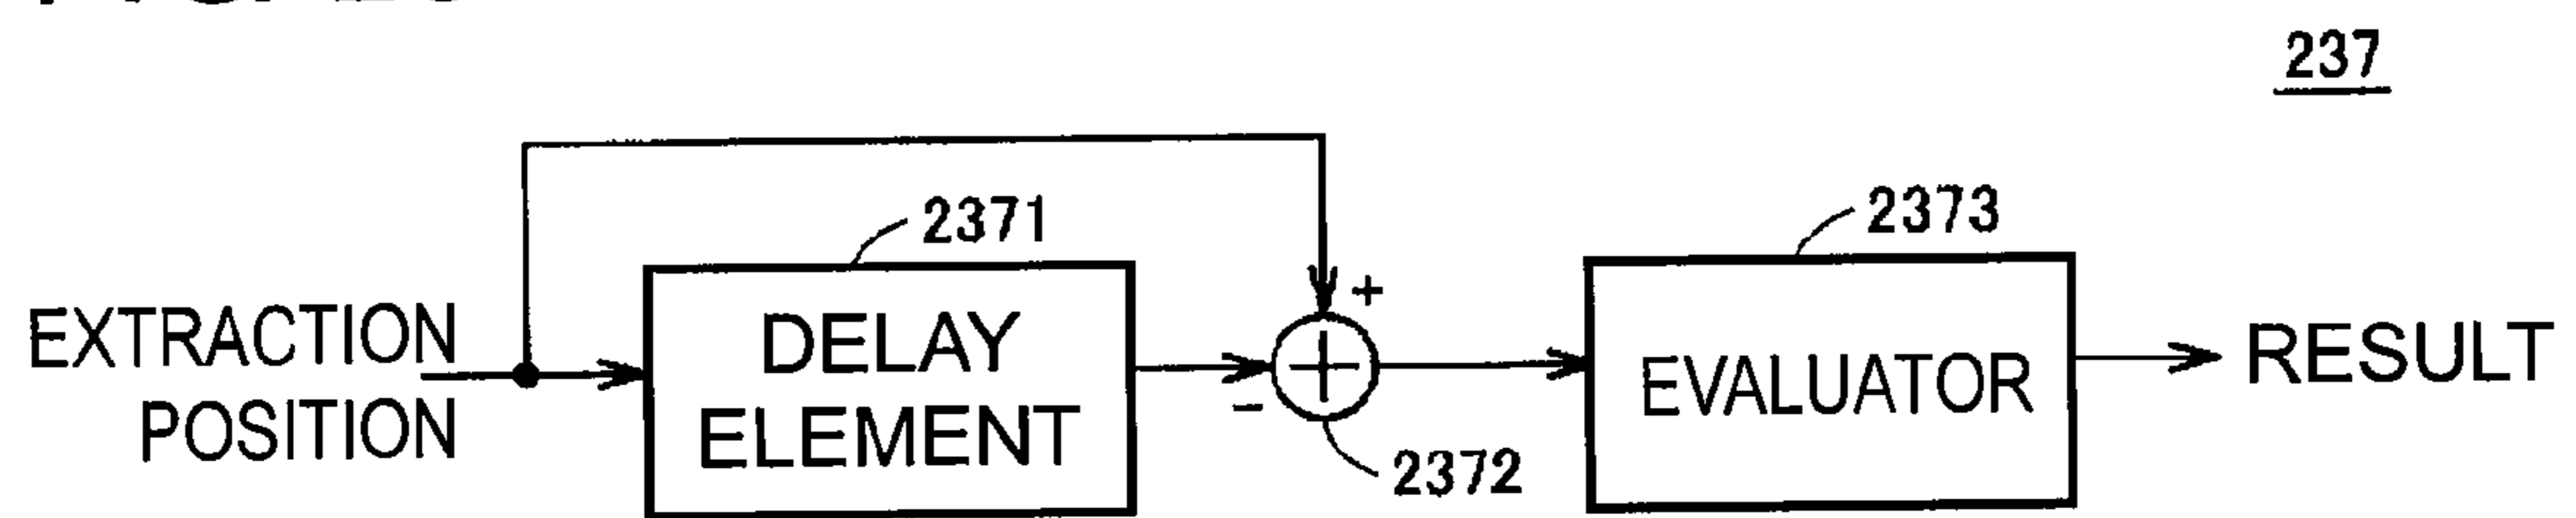 237
2371
2373
EXTRACTION
POSITION
DELAY
ELEMENT
+
-
2372
EVALUATOR
RESULT